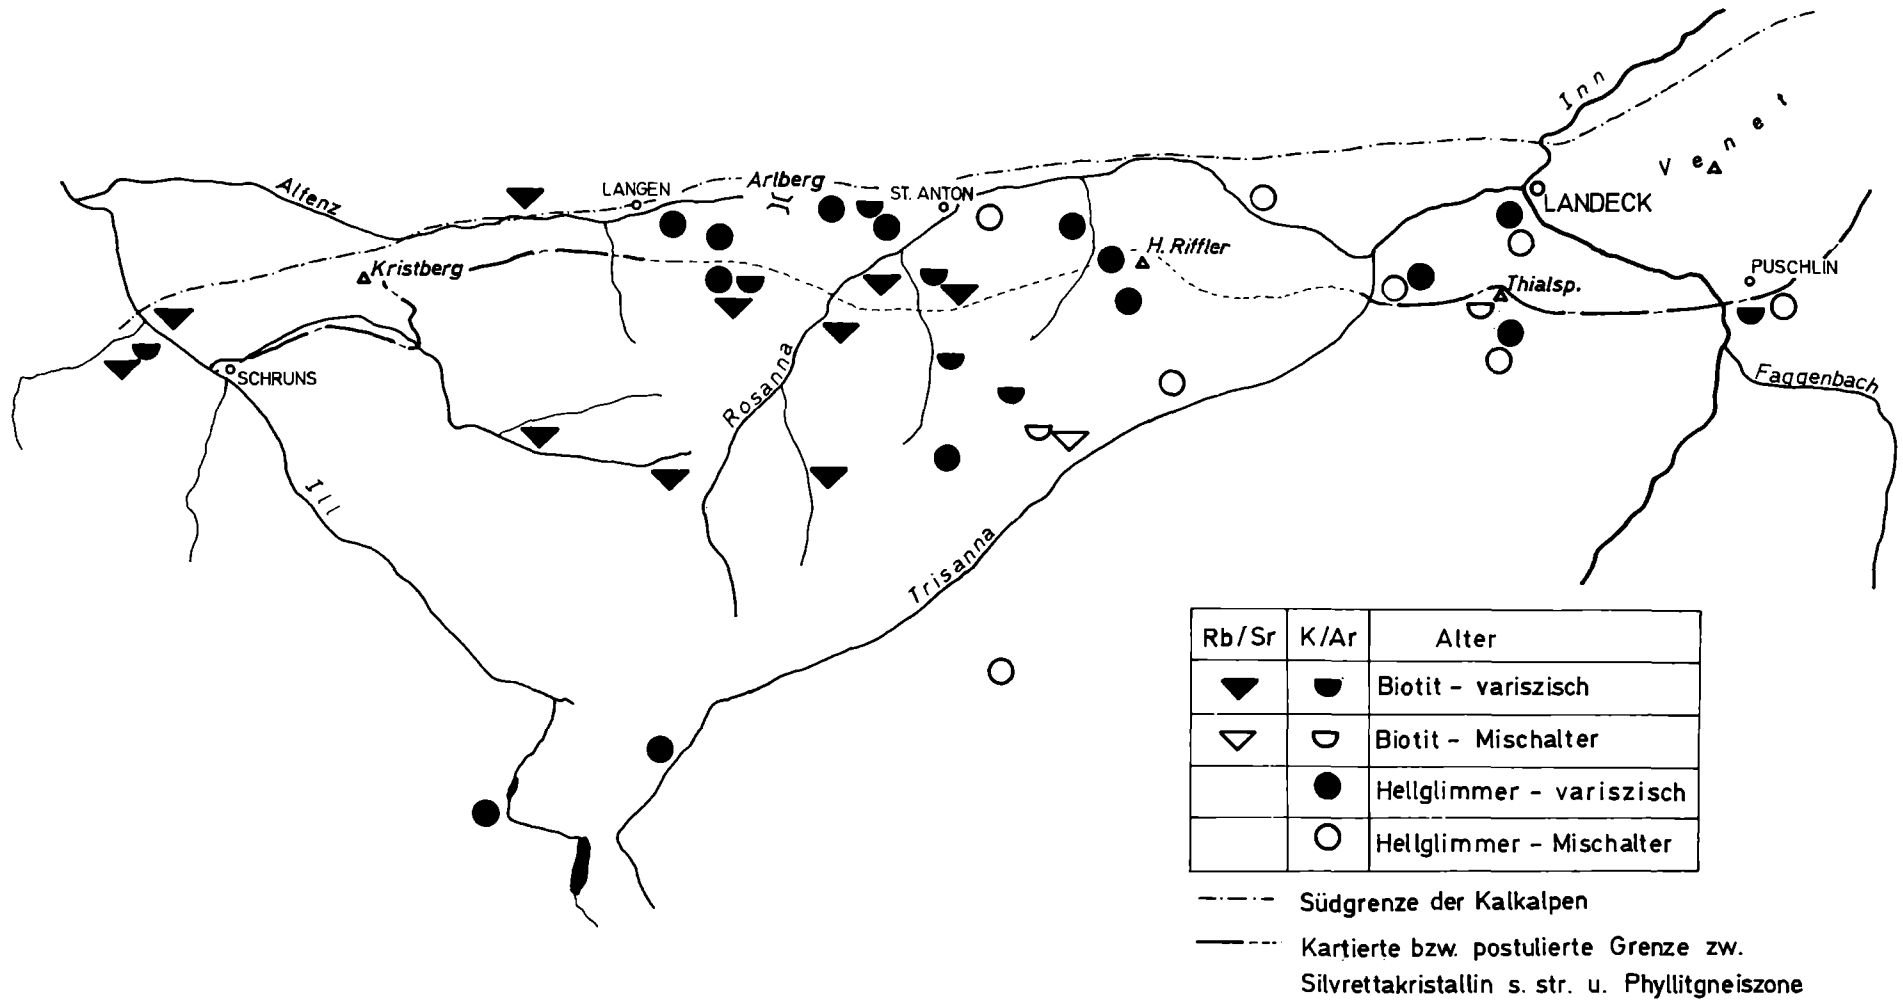 Inn
Venet
Alfenz
LANGEN
Arlberg
ST. ANTON
LANDECK
Kristberg
H. Riffler
PUSCHLIN
Thialsp.
SCHRUNS
Rosanna
Faggenbach
Ill
Trisanna
Rb/Sr K/Ar Alter
Biotit - variszisch
Biotit - Mischalter
Hellglimmer - variszisch
Hellglimmer - Mischalter
Südgrenze der Kalkalpen
Kartierte bzw. postulierte Grenze zw.
Silvrettakristallin s. str. u. Phyllitgneiszone